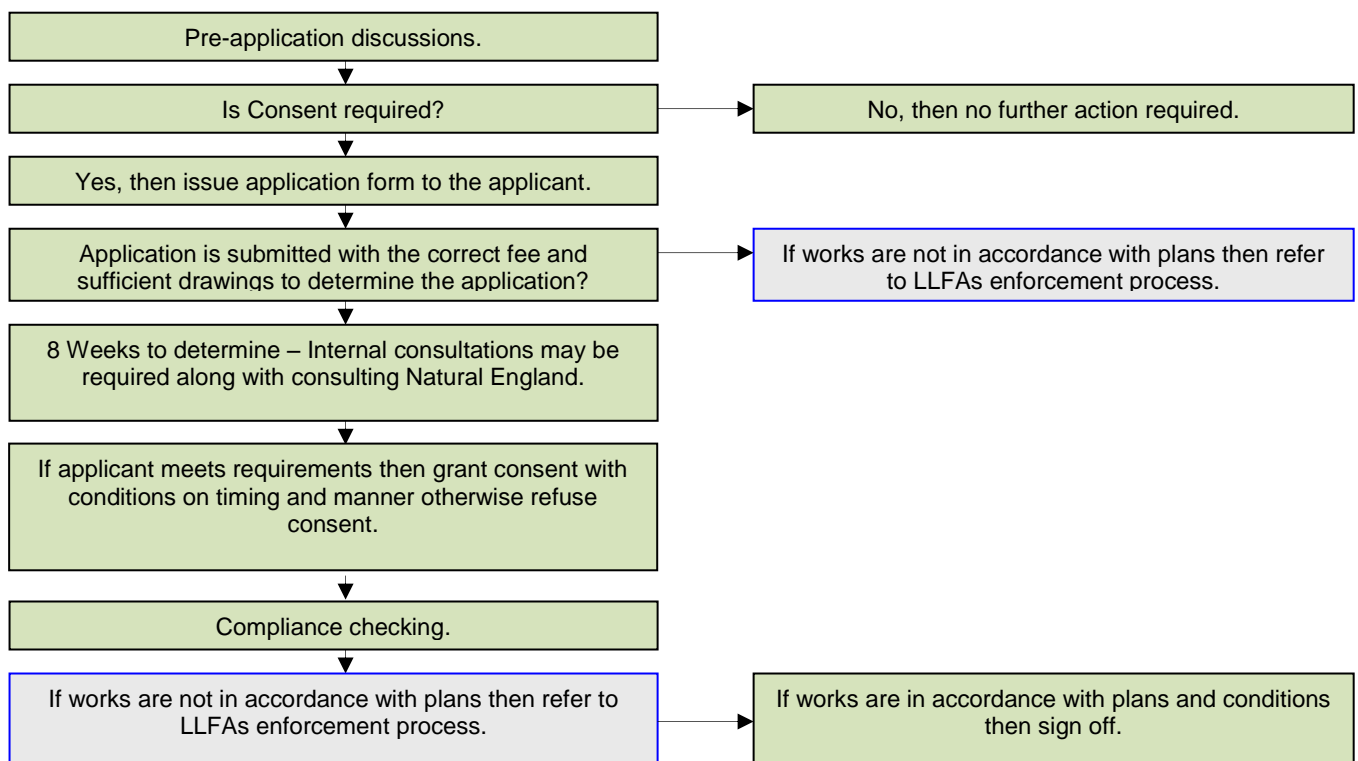 Pre-application discussions.
Is Consent required?
No, then no further action required.
Yes, then issue application form to the applicant.
Application is submitted with the correct fee and
sufficient drawings to determine the application?
If works are not in accordance with plans then refer
to LLFAs enforcement process.
8 Weeks to determine – Internal consultations may be
required along with consulting Natural England.
If applicant meets requirements then grant consent with
conditions on timing and manner otherwise refuse
consent.
Compliance checking.
If works are not in accordance with plans then refer to
LLFAs enforcement process.
If works are in accordance with plans and conditions
then sign off.